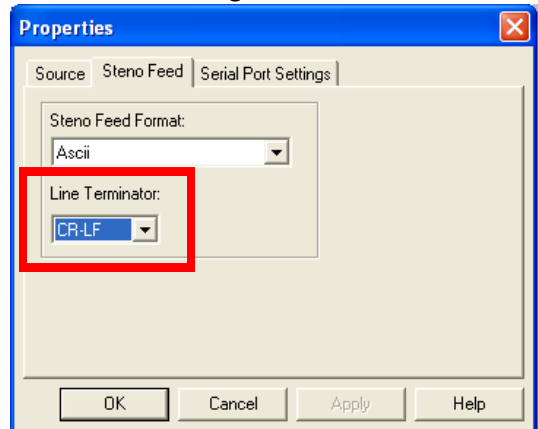 Properties
Source Steno Feed Serial Port Settings
Steno Feed Format:
Ascii
Line Terminator:
CR-LF
OK Cancel Apply Help